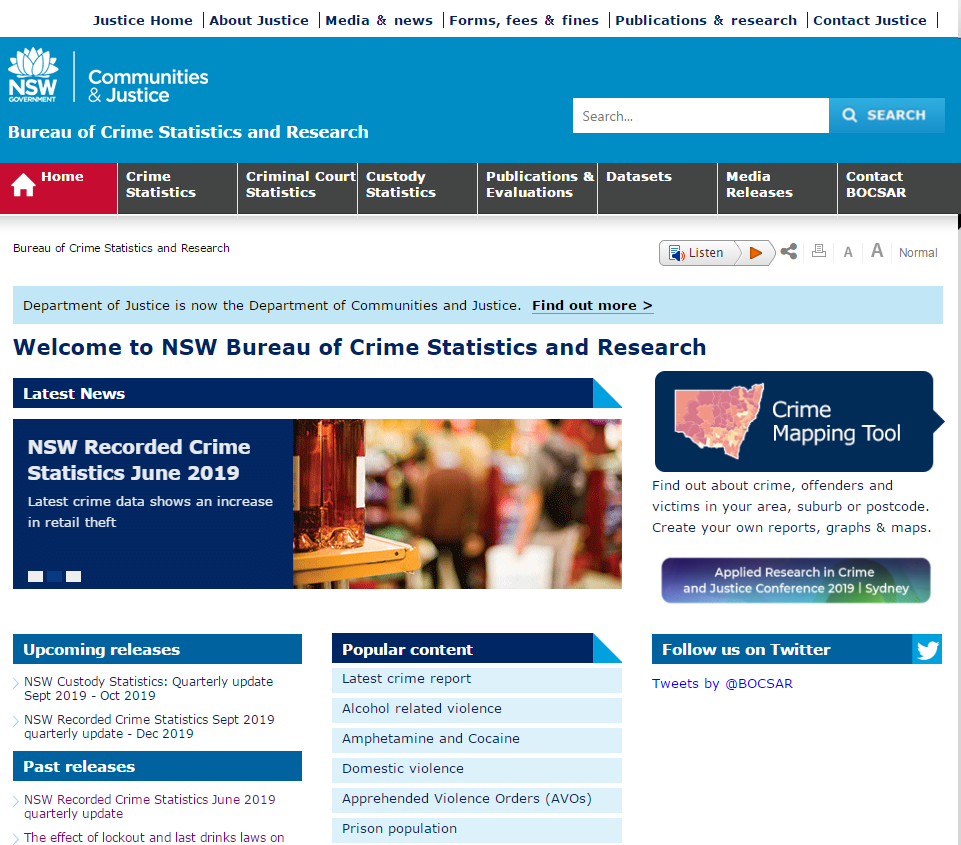 Justice Home | About Justice | Media & news | Forms, fees & fines | Publications & research | Contact Justice |
NSW
GOVERNMENT
Communities
& Justice
Bureau of Crime Statistics and Research
Search...
SEARCH
Home
Crime
Statistics
Criminal Court
Statistics
Custody
Statistics
Publications &
Evaluations
Datasets
Media
Releases
Contact
BOCSAR
Bureau of Crime Statistics and Research
Listen
A
A
Normal
Department of Justice is now the Department of Communities and Justice. Find out more >
Welcome to NSW Bureau of Crime Statistics and Research
Latest News
NSW Recorded Crime
Statistics June 2019
Latest crime data shows an increase
in retail theft
Crime
Mapping Tool
Find out about crime, offenders and
victims in your area, suburb or postcode.
Create your own reports, graphs & maps.
Applied Research in Crime
and Justice Conference 2019 | Sydney
Upcoming releases
NSW Custody Statistics: Quarterly update
Sept 2019 - Oct 2019
NSW Recorded Crime Statistics Sept 2019
quarterly update - Dec 2019
Past releases
NSW Recorded Crime Statistics June 2019
quarterly update
The effect of lockout and last drinks laws on
Popular content
Latest crime report
Alcohol related violence
Amphetamine and Cocaine
Domestic violence
Apprehended Violence Orders (AVOs)
Prison population
Follow us on Twitter
Tweets by @BOCSAR